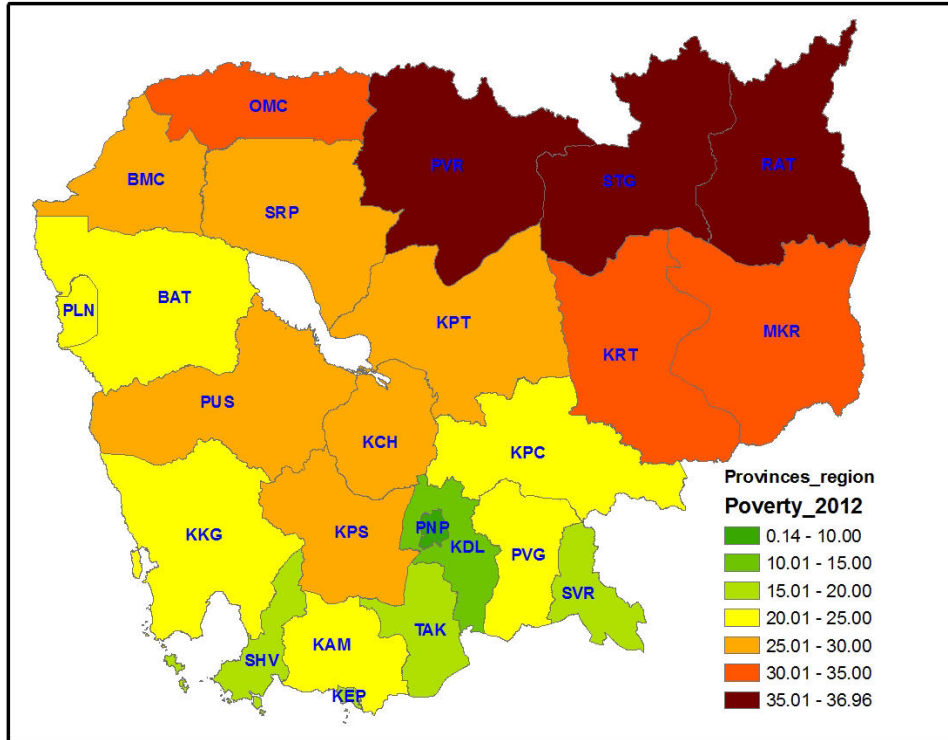 OMC
PVR
STG
RAT
BMC
SRP
PLN
BAT
KPT
KRT
MKR
PUS
KCH
KPC
KKG
KPS
PNP
KDL
PVG
SVR
TAK
KAM
SHV
KEP
Provinces_region
Poverty_2012
0.14 - 10.00
10.01 - 15.00
15.01 - 20.00
20.01 - 25.00
25.01 - 30.00
30.01 - 35.00
35.01 - 36.96